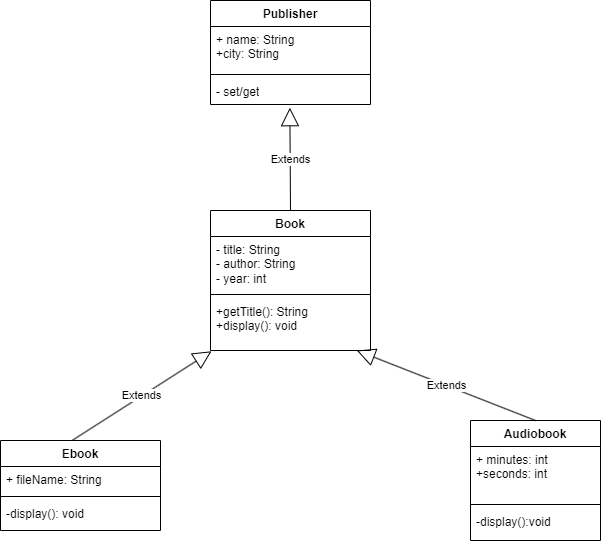 Publisher
+ name: String
+city: String
- set/get
Extends
Book
- title: String
- author: String
- year: int
+getTitle(): String
+display(): void
Extends
Extends
Ebook
+ fileName: String
-display(): void
Audiobook
+ minutes: int
+seconds: int
-display():void